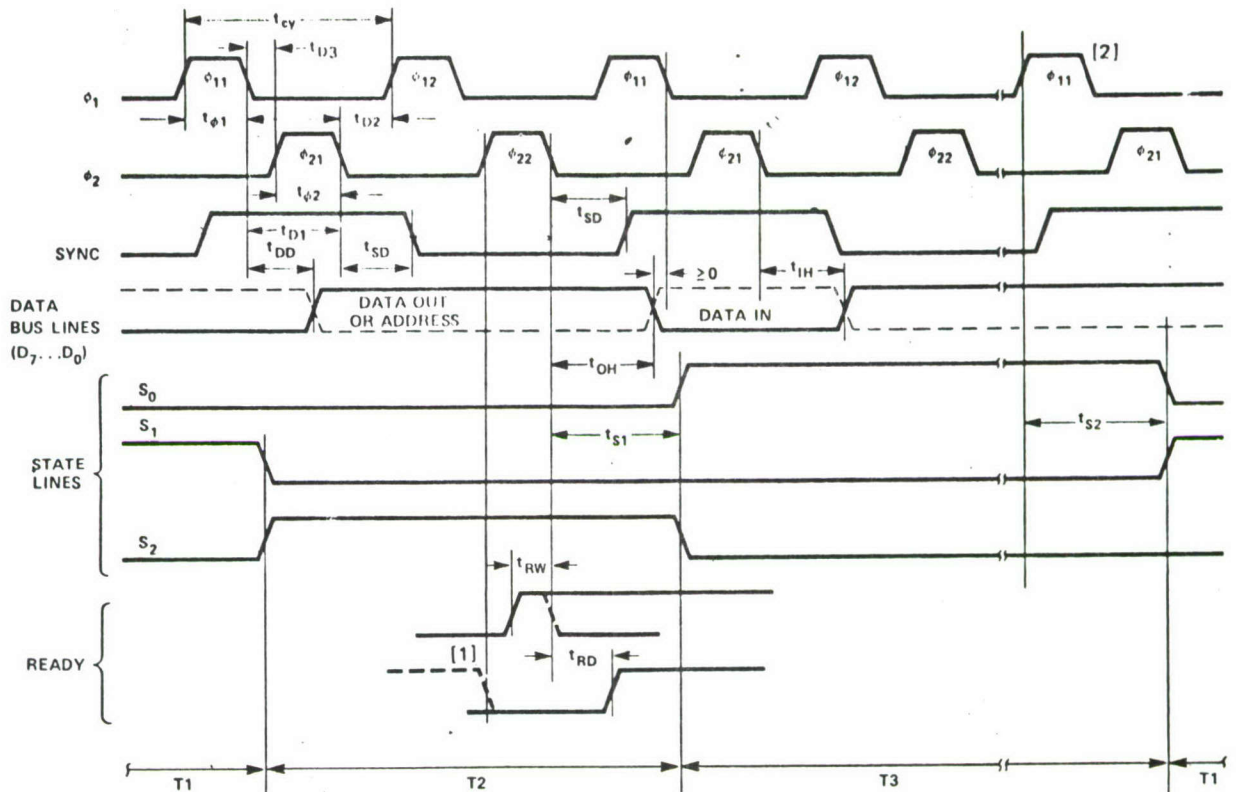 tCY
tD3
[2]
ϕ11 ϕ12 ϕ11 ϕ12 ϕ11
ϕ1
tϕ1 tD2
ϕ21 ϕ22 ϕ21 ϕ22 ϕ21
ϕ2
tϕ2
tSD
tD1
SYNC
tDD tSD
≥0 tIH
DATA BUS LINES (D7...D0)
DATA OUT OR ADDRESS
DATA IN
tOH
S0
tS1 tS2
S1
STATE LINES
S2
tRW
READY
[1]
tRD
T1 T2 T3 T1